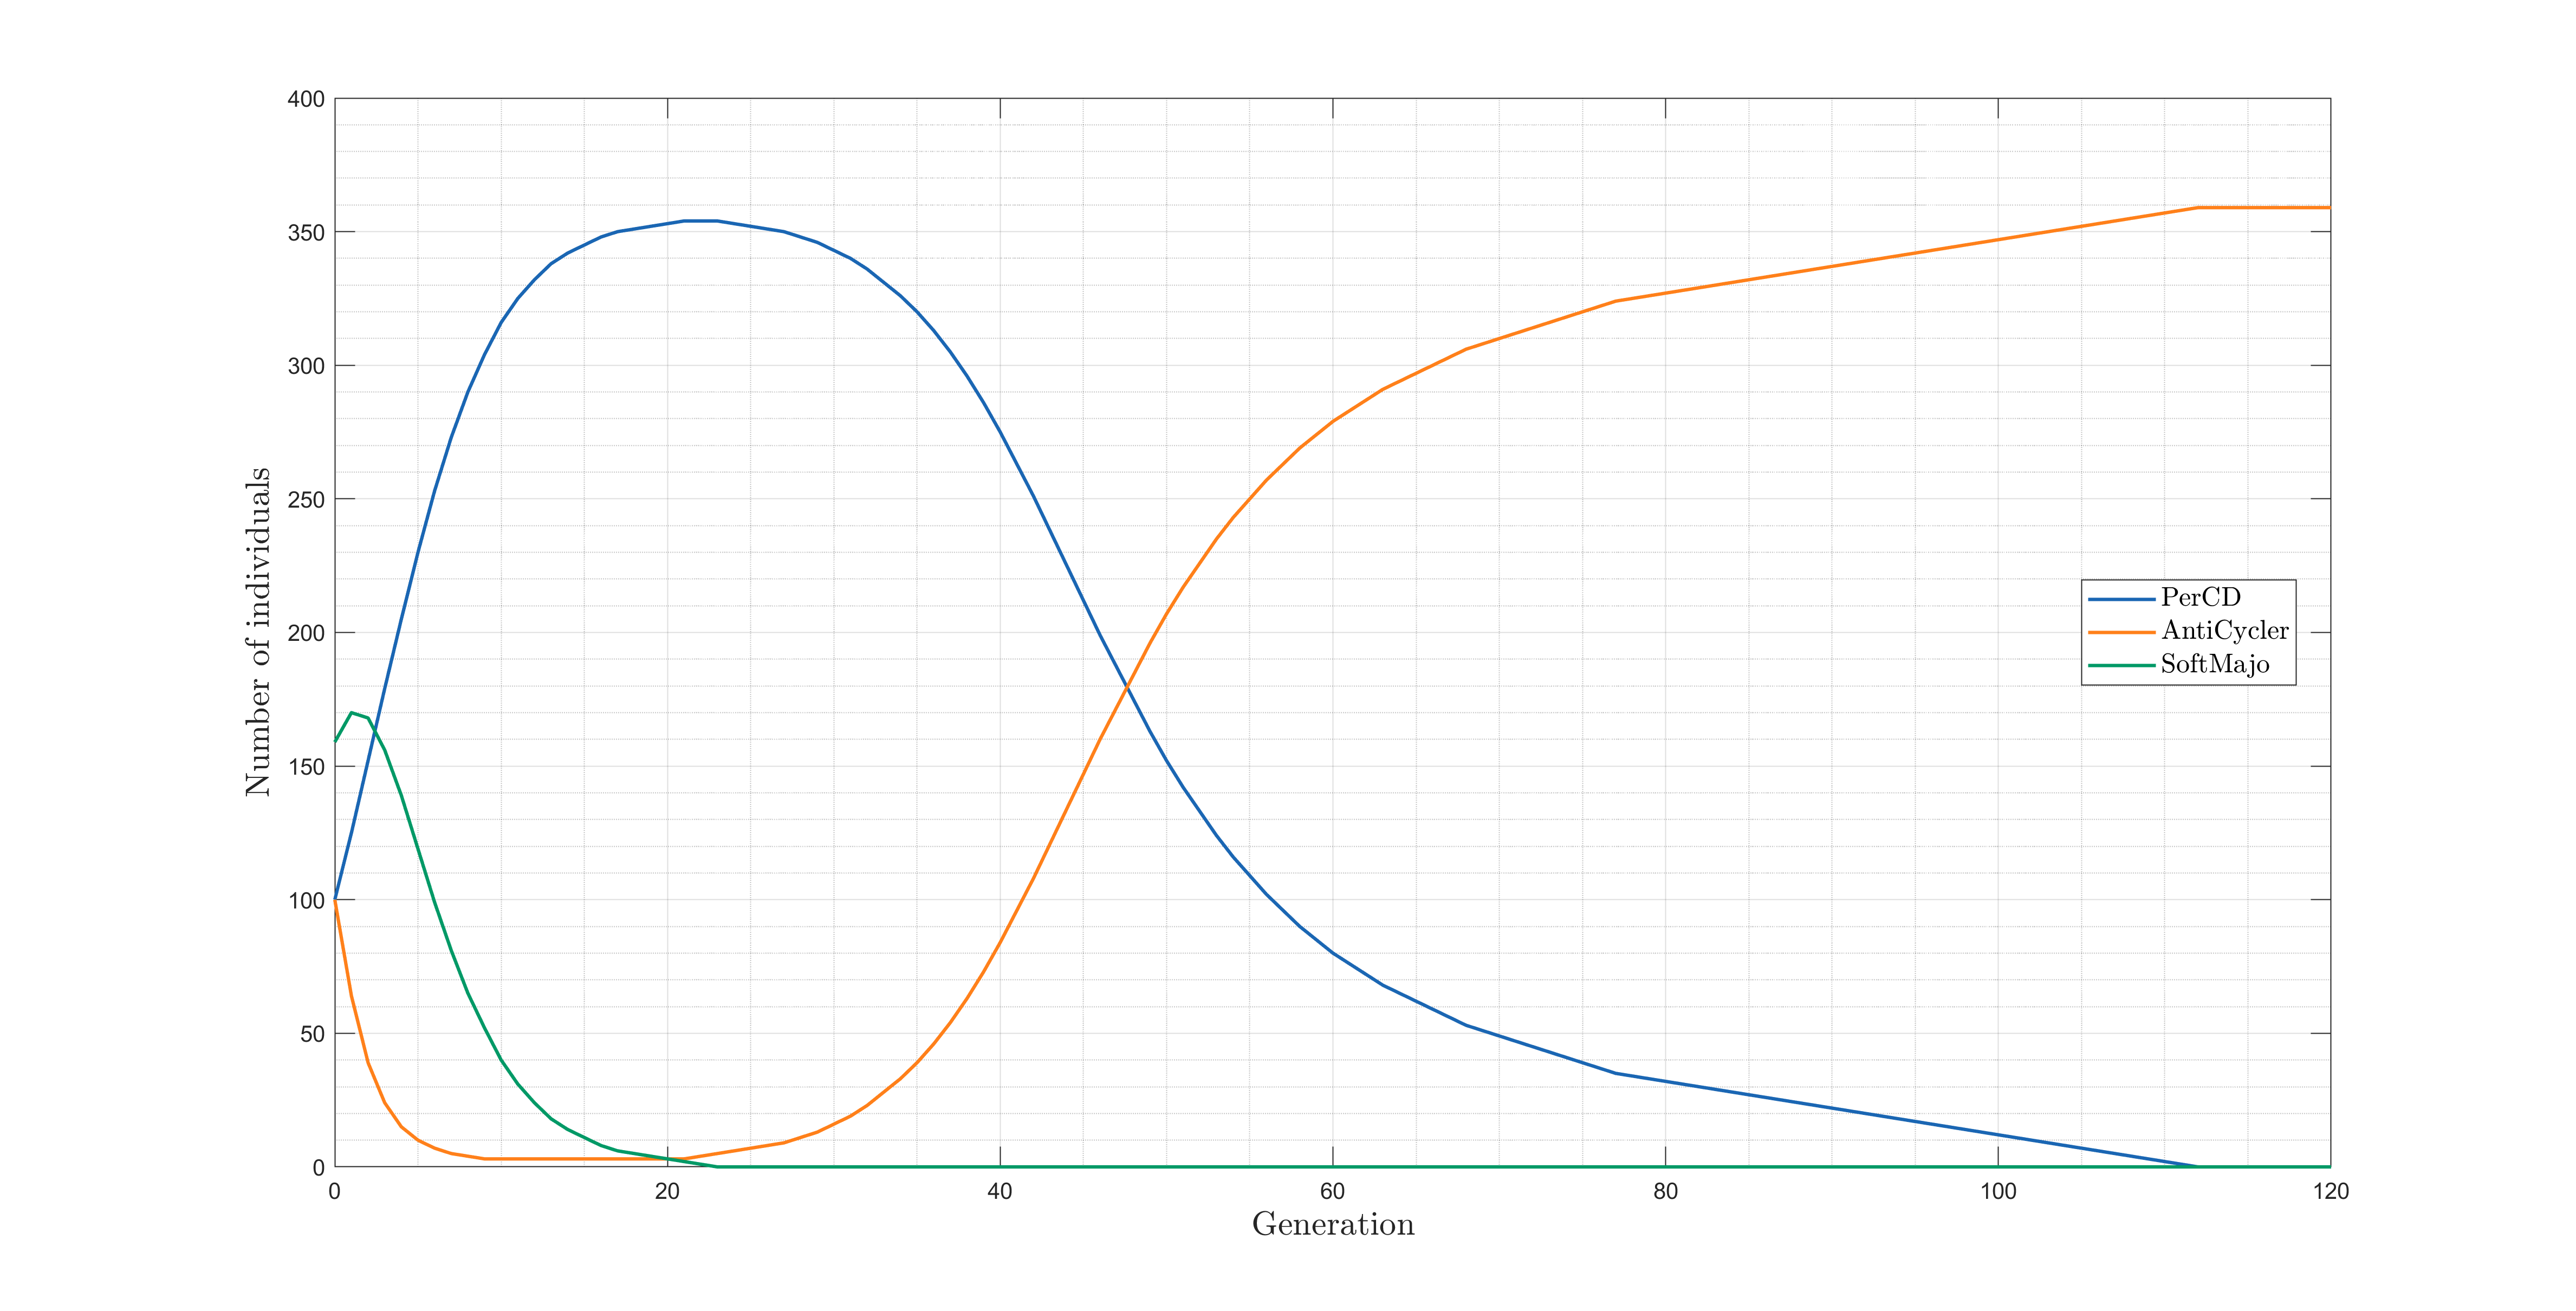 400
350
300
250
200
150
100
50
0
Number of individuals
PerCD
AntiCycler
SoftMajo
0 20 40 60 80 100 120
Generation